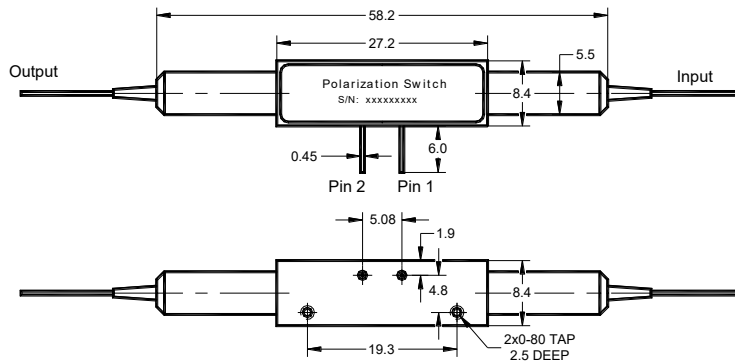 58.2
27.2
Output
5.5
Input
Polarization Switch
S/N: xxxxxxxxx
8.4
0.45
6.0
Pin 2
Pin 1
5.08
1.9
4.8
8.4
2x0-80 TAP
2.5 DEEP
19.3